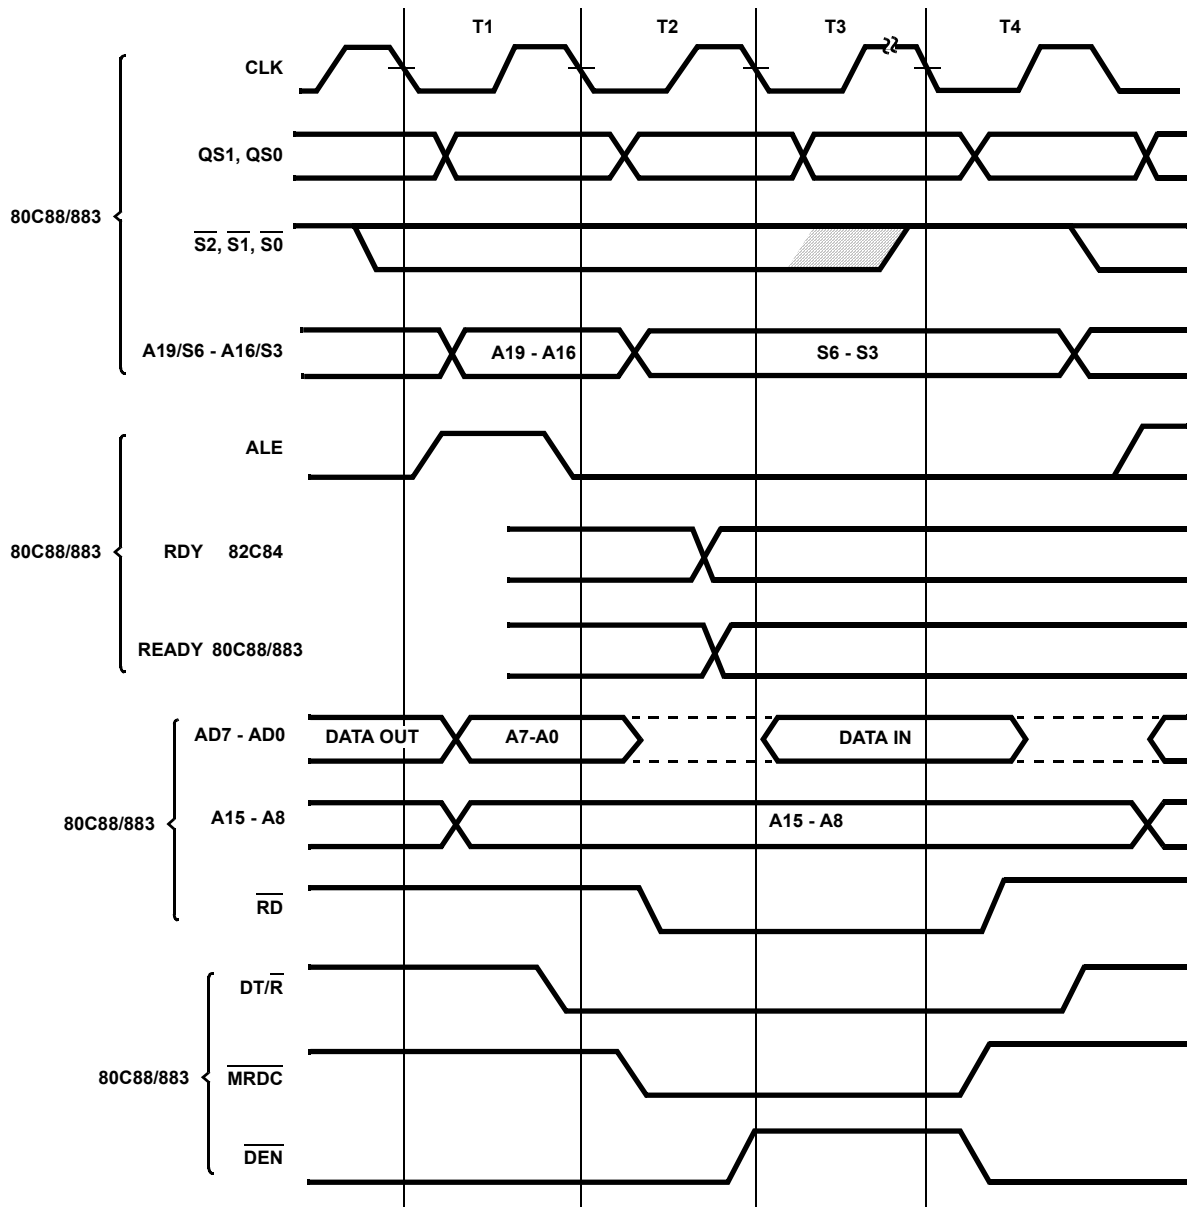 T1 T2 T3 T4
CLK
QS1, QS0
80C88/883
S2, S1, S0
A19/S6 - A16/S3 A19 - A16 S6 - S3
ALE
80C88/883 RDY 82C84
READY 80C88/883
AD7 - AD0 DATA OUT A7-A0 DATA IN
80C88/883 A15 - A8 A15 - A8
RD
DT/R
80C88/883 MRDC
DEN